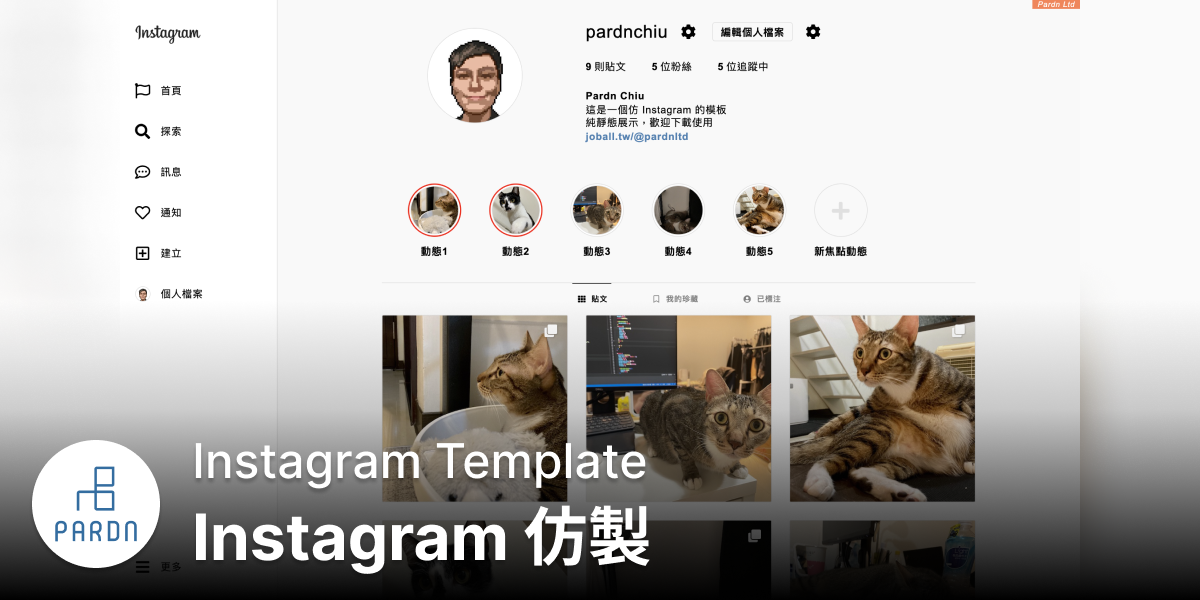 Pardn Ltd
Instagram
首頁
探索
訊息
通知
建立
個人檔案
更多
pardnchiu
編輯個人檔案
9 則貼文 5 位粉絲 5 位追蹤中
Pardn Chiu
這是一個仿 Instagram 的模板
純靜態展示，歡迎下載使用
joball.tw/@pardnltd
動態1 動態2 動態3 動態4 動態5 新焦點動態
貼文 我的珍藏 已標注
PARDN
Instagram Template
Instagram 仿製